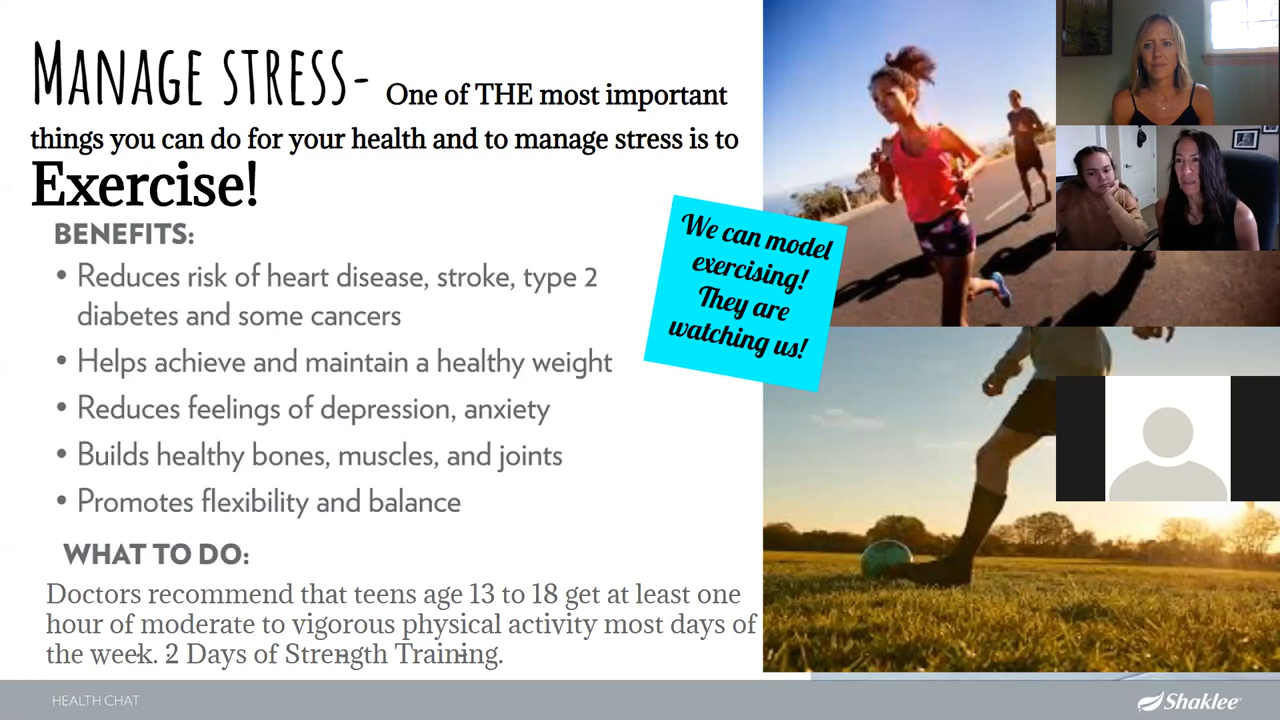 MANAGE STRESS- One of THE most important
things you can do for your health and to manage stress is to
Exercise!
BENEFITS:
• Reduces risk of heart disease, stroke, type 2
diabetes and some cancers
• Helps achieve and maintain a healthy weight
• Reduces feelings of depression, anxiety
• Builds healthy bones, muscles, and joints
• Promotes flexibility and balance
We can model
exercising!
They are
watching us!
WHAT TO DO:
Doctors recommend that teens age 13 to 18 get at least one
hour of moderate to vigorous physical activity most days of
the week. 2 Days of Strength Training.
HEALTH CHAT
Shaklee